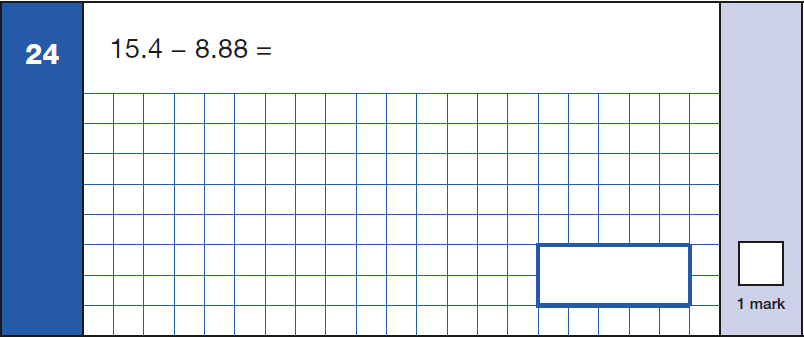 24
15.4 – 8.88 =
1 mark